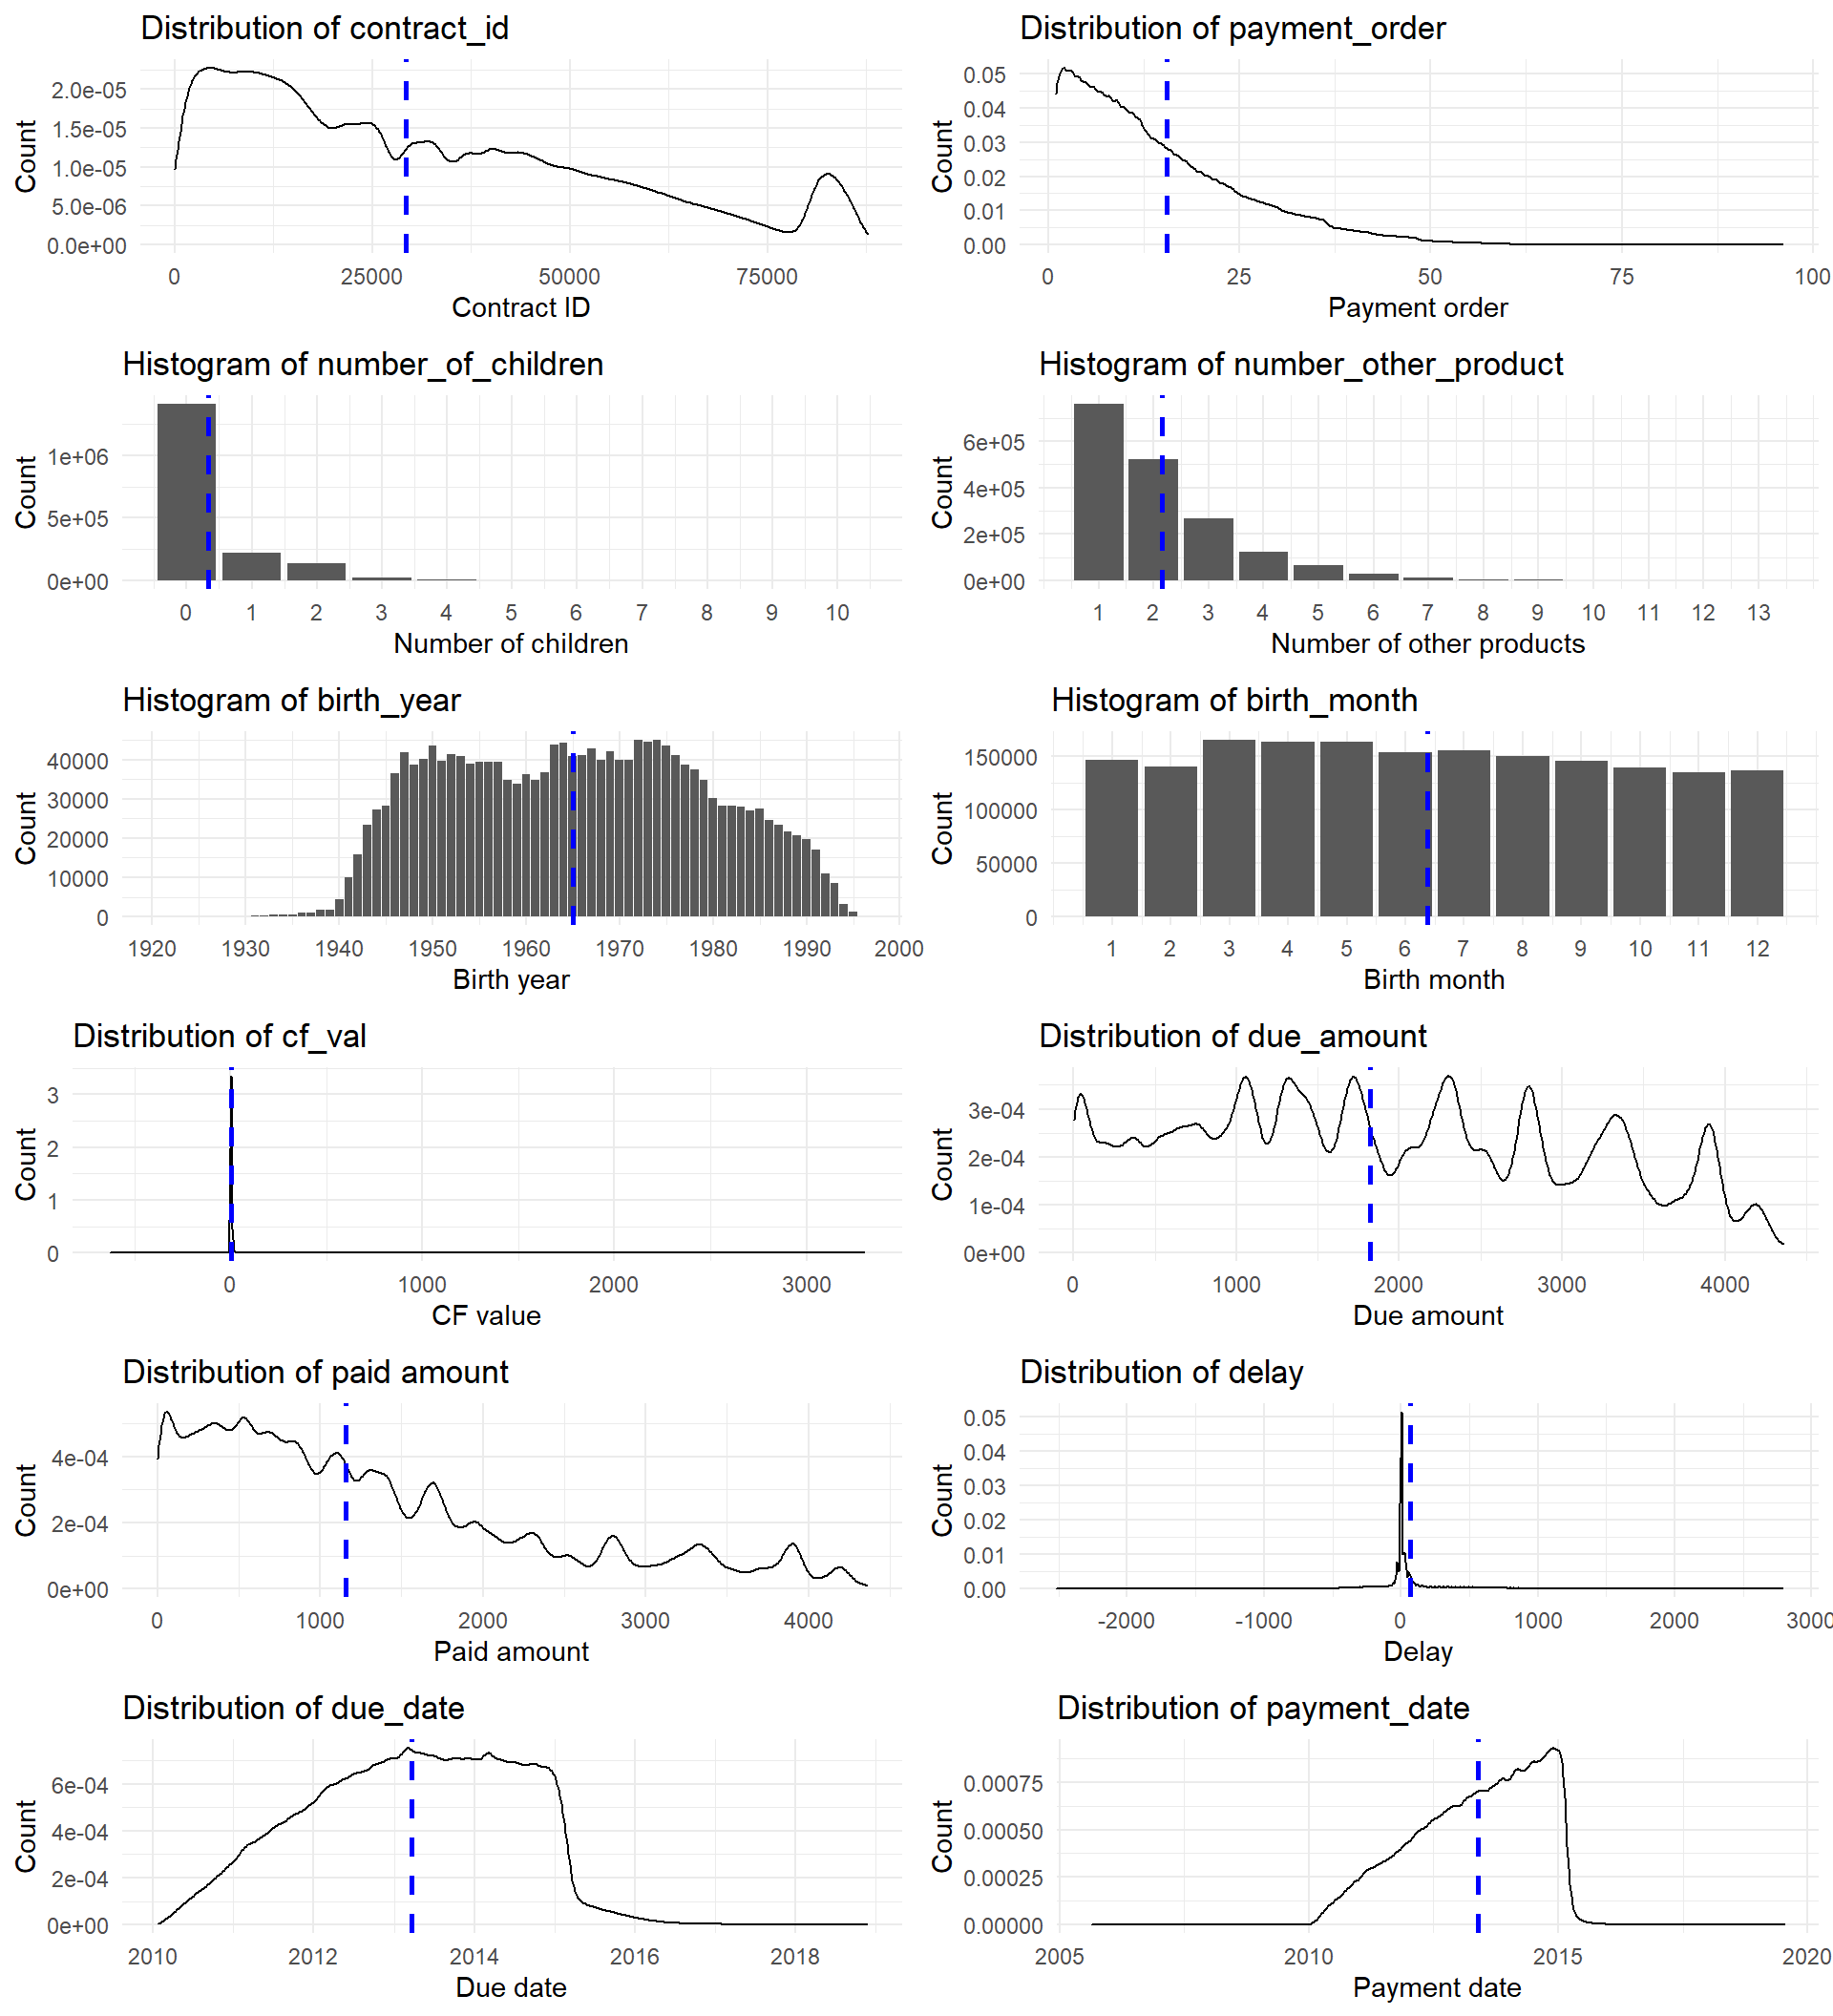 Distribution of contract_id
Count
2.0e-05
1.5e-05
1.0e-05
5.0e-06
0.0e+00
0 25000 50000 75000
Contract ID
Distribution of payment_order
Count
0.05
0.04
0.03
0.02
0.01
0.00
0 25 50 75 100
Payment order
Histogram of number_of_children
Count
1e+06
5e+05
0e+00
0 1 2 3 4 5 6 7 8 9 10
Number of children
Histogram of number_other_product
Count
6e+05
4e+05
2e+05
0e+00
1 2 3 4 5 6 7 8 9 10 11 12 13
Number of other products
Histogram of birth_year
Count
40000
30000
20000
10000
0
1920 1930 1940 1950 1960 1970 1980 1990 2000
Birth year
Histogram of birth_month
Count
150000
100000
50000
0
1 2 3 4 5 6 7 8 9 10 11 12
Birth month
Distribution of cf_val
Count
3
2
1
0
0 1000 2000 3000
CF value
Distribution of due_amount
Count
3e-04
2e-04
1e-04
0e+00
0 1000 2000 3000 4000
Due amount
Distribution of paid amount
Count
4e-04
2e-04
0e+00
0 1000 2000 3000 4000
Paid amount
Distribution of delay
Count
0.05
0.04
0.03
0.02
0.01
0.00
-2000 -1000 0 1000 2000 3000
Delay
Distribution of due_date
Count
6e-04
4e-04
2e-04
0e+00
2010 2012 2014 2016 2018
Due date
Distribution of payment_date
Count
0.00075
0.00050
0.00025
0.00000
2005 2010 2015 2020
Payment date